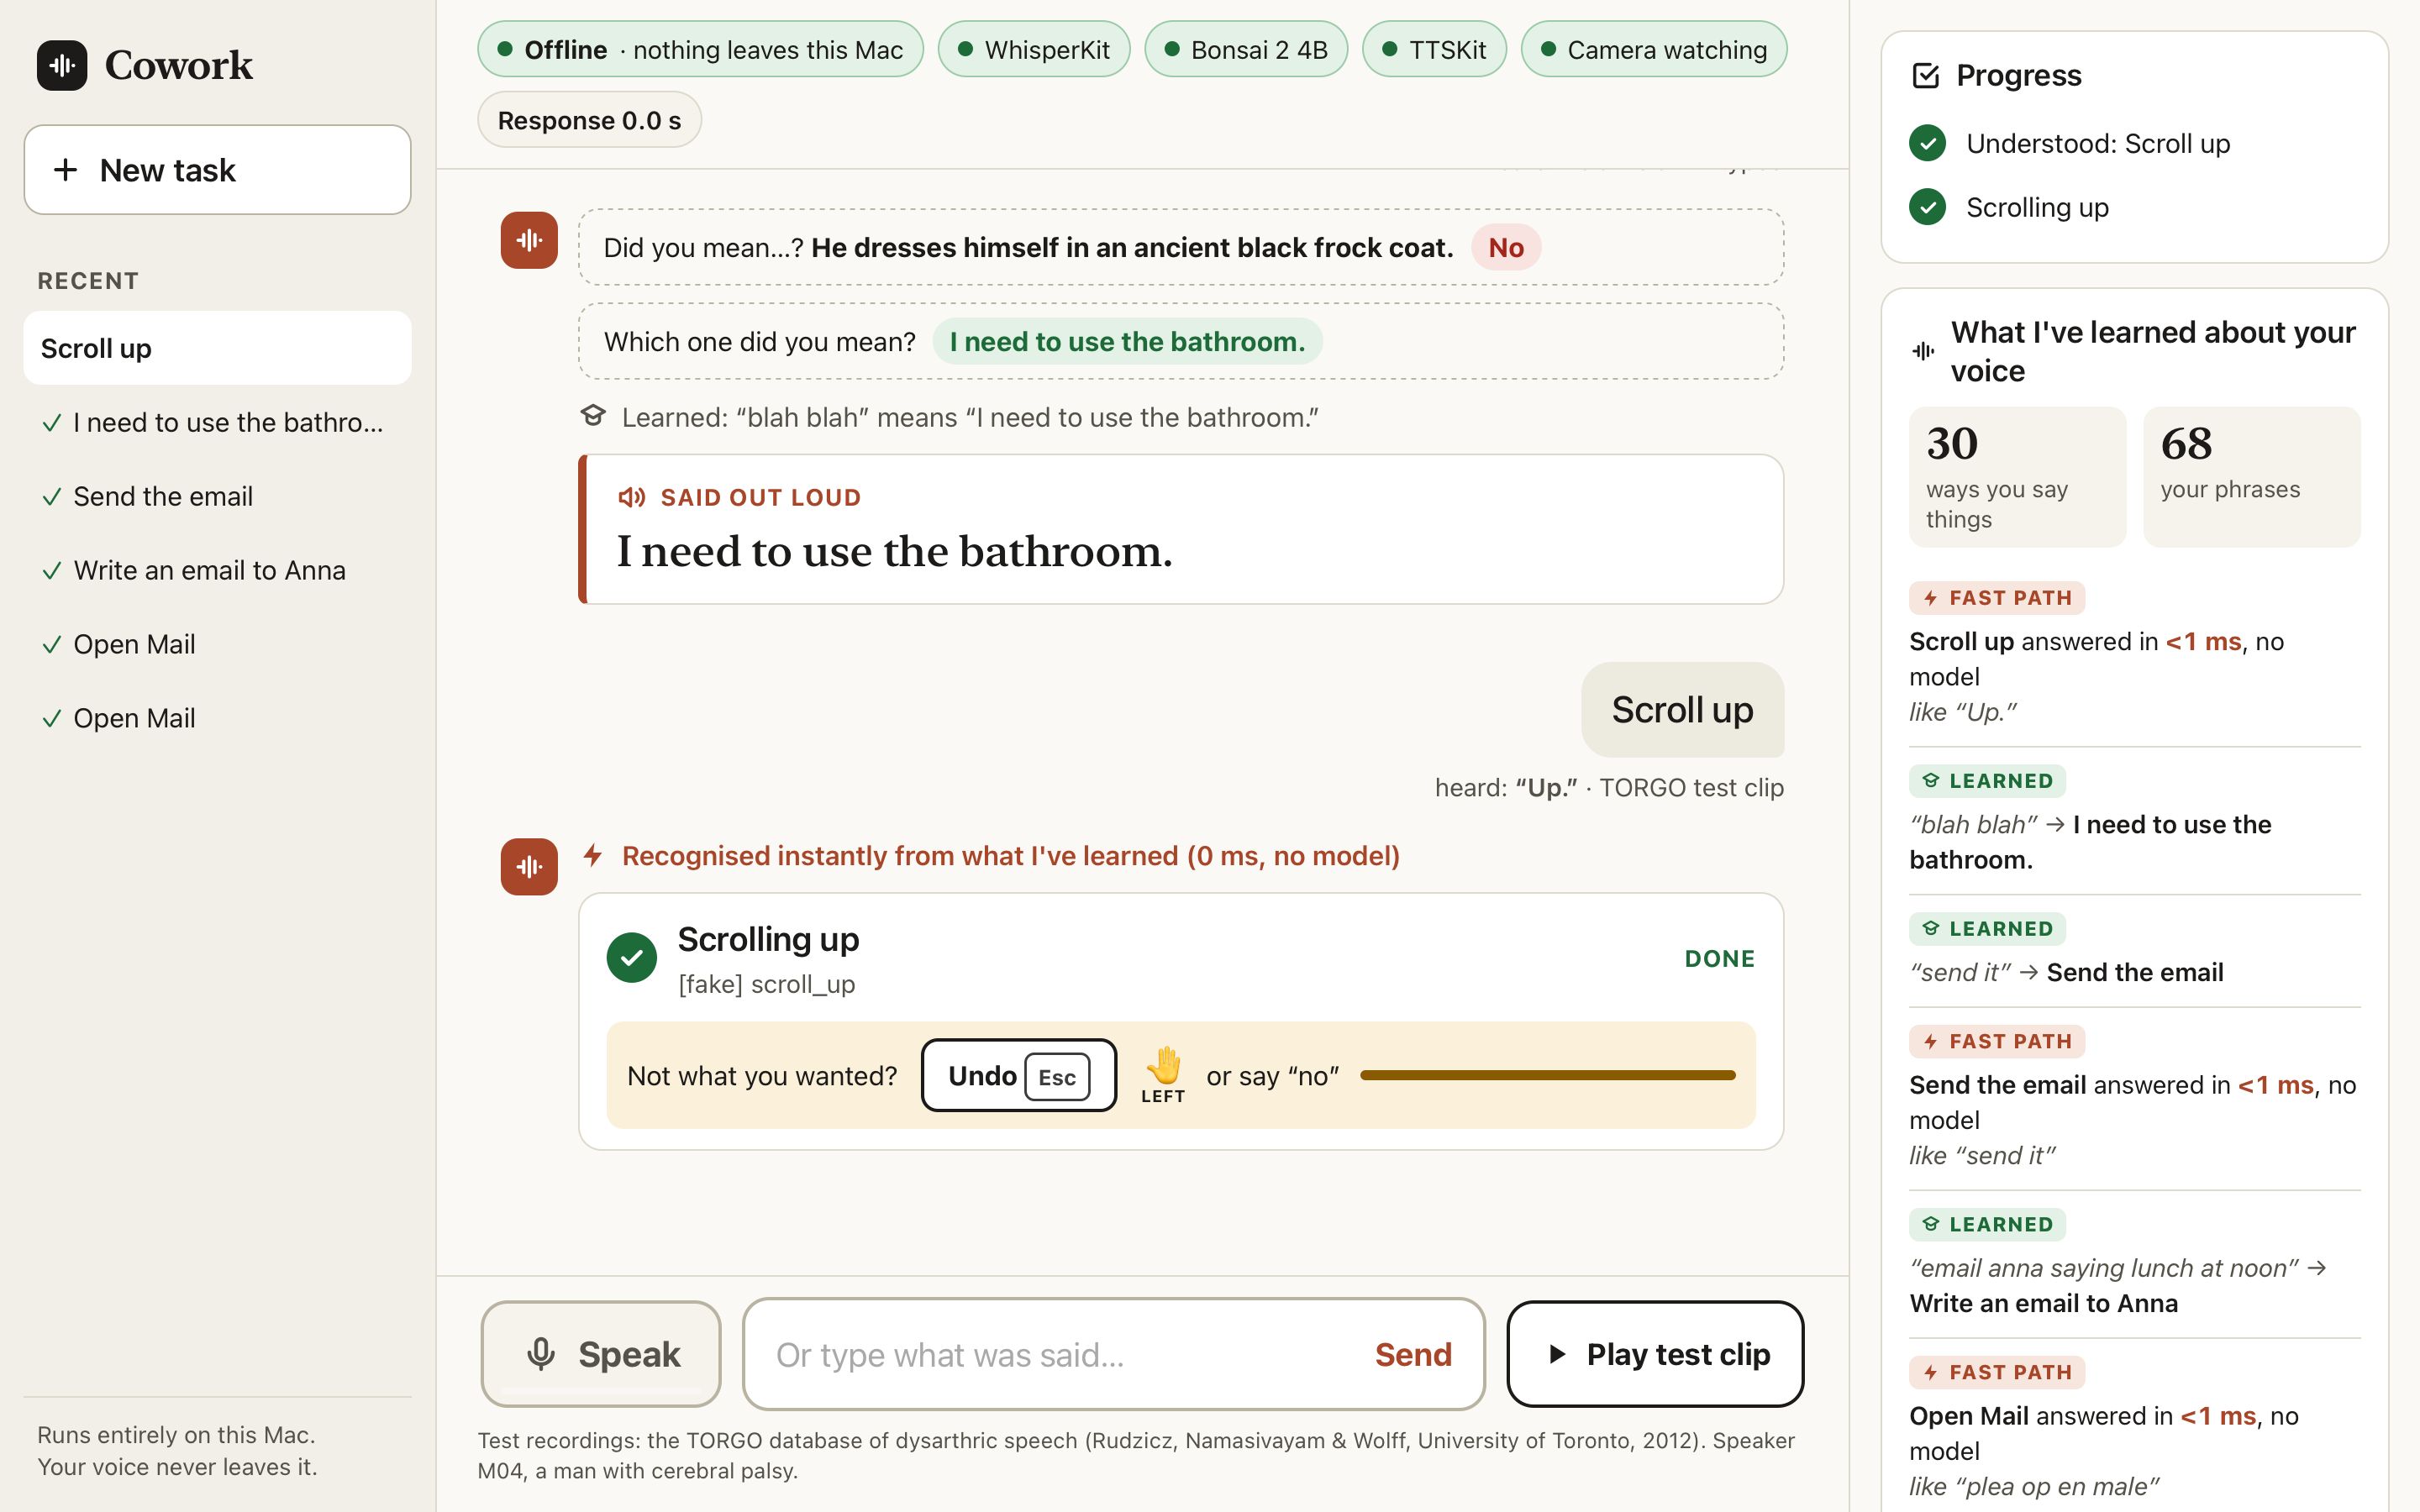 Cowork
New task
RECENT
Scroll up
I need to use the bathro...
Send the email
Write an email to Anna
Open Mail
Open Mail
Runs entirely on this Mac.
Your voice never leaves it.
Offline · nothing leaves this Mac
WhisperKit
Bonsai 2 4B
TTSKit
Camera watching
Response 0.0 s
Did you mean...? He dresses himself in an ancient black frock coat. No
Which one did you mean? I need to use the bathroom.
Learned: “blah blah” means “I need to use the bathroom.”
SAID OUT LOUD
I need to use the bathroom.
Scroll up
heard: “Up.” · TORGO test clip
Recognised instantly from what I've learned (0 ms, no model)
Scrolling up
[fake] scroll_up
DONE
Not what you wanted? Undo Esc LEFT or say “no”
Speak
Or type what was said...
Send
Play test clip
Test recordings: the TORGO database of dysarthric speech (Rudzicz, Namasivayam & Wolff, University of Toronto, 2012). Speaker
M04, a man with cerebral palsy.
Progress
Understood: Scroll up
Scrolling up
What I've learned about your
voice
30
ways you say
things
68
your phrases
FAST PATH
Scroll up answered in <1 ms, no
model
like “Up.”
LEARNED
“blah blah” → I need to use the
bathroom.
LEARNED
“send it” → Send the email
FAST PATH
Send the email answered in <1 ms, no
model
like “send it”
LEARNED
“email anna saying lunch at noon” →
Write an email to Anna
FAST PATH
Open Mail answered in <1 ms, no
model
like “plea op en male”